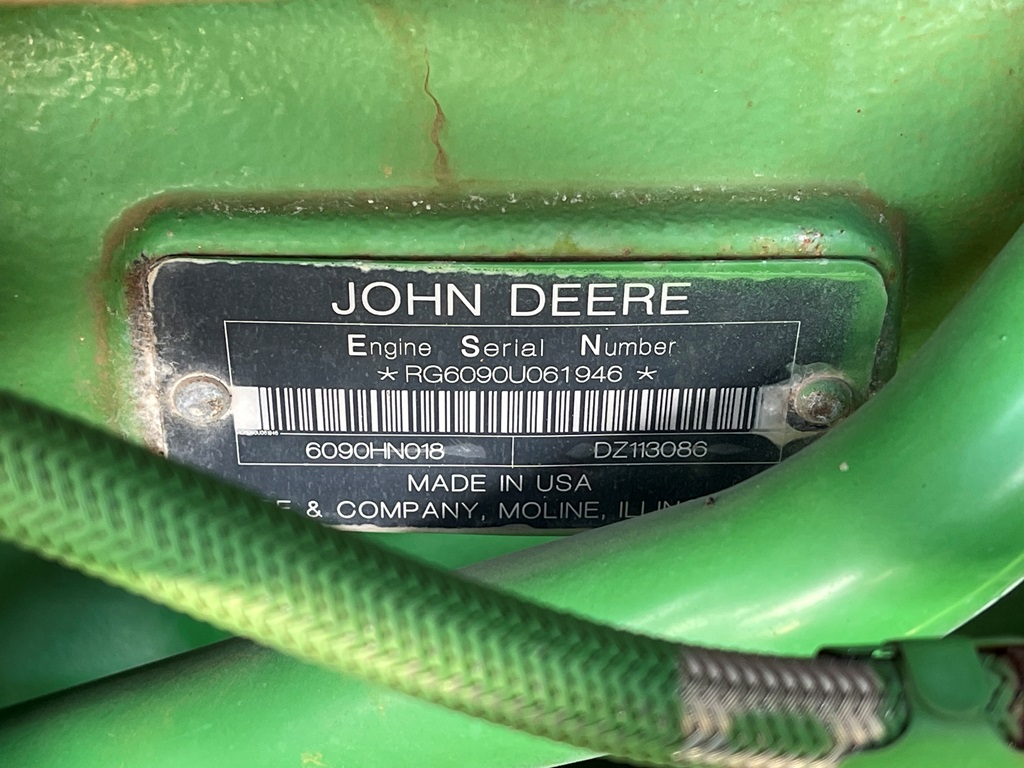 JOHN DEERE
Engine Serial Number
*RG6090U061946*
6090HN018 DZ113086
MADE IN USA
& COMPANY, MOLINE,